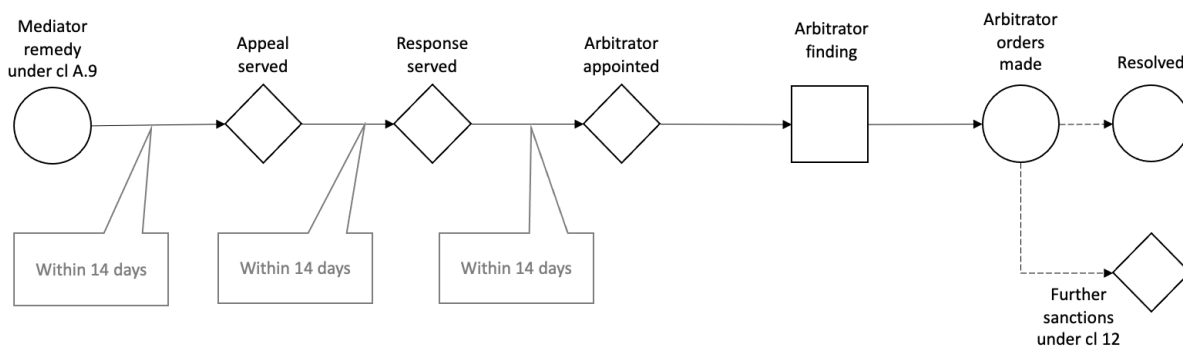 Mediator
remedy
under cl A.9
Appeal
served
Response
served
Arbitrator
appointed
Arbitrator
finding
Arbitrator
orders
made
Resolved
Within 14 days
Within 14 days
Within 14 days
Further
sanctions
under cl 12